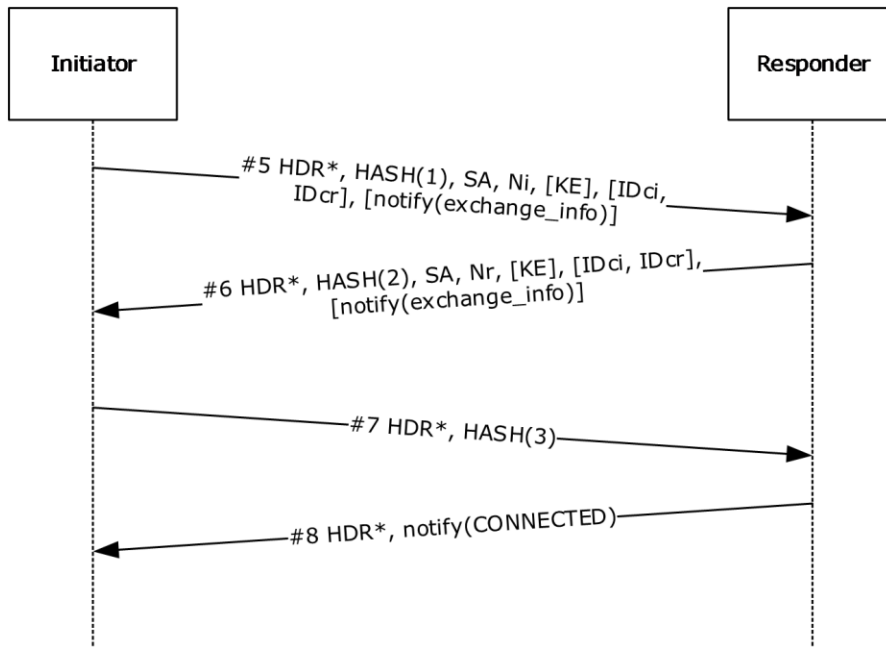 Initiator
Responder
#5 HDR*, HASH(1), SA, Ni, [KE], [IDci,
IDcr], [notify(exchange_info)]
#6 HDR*, HASH(2), SA, Nr, [KE], [IDci, IDcr],
[notify(exchange_info)]
#7 HDR*, HASH(3)
#8 HDR*, notify(CONNECTED)